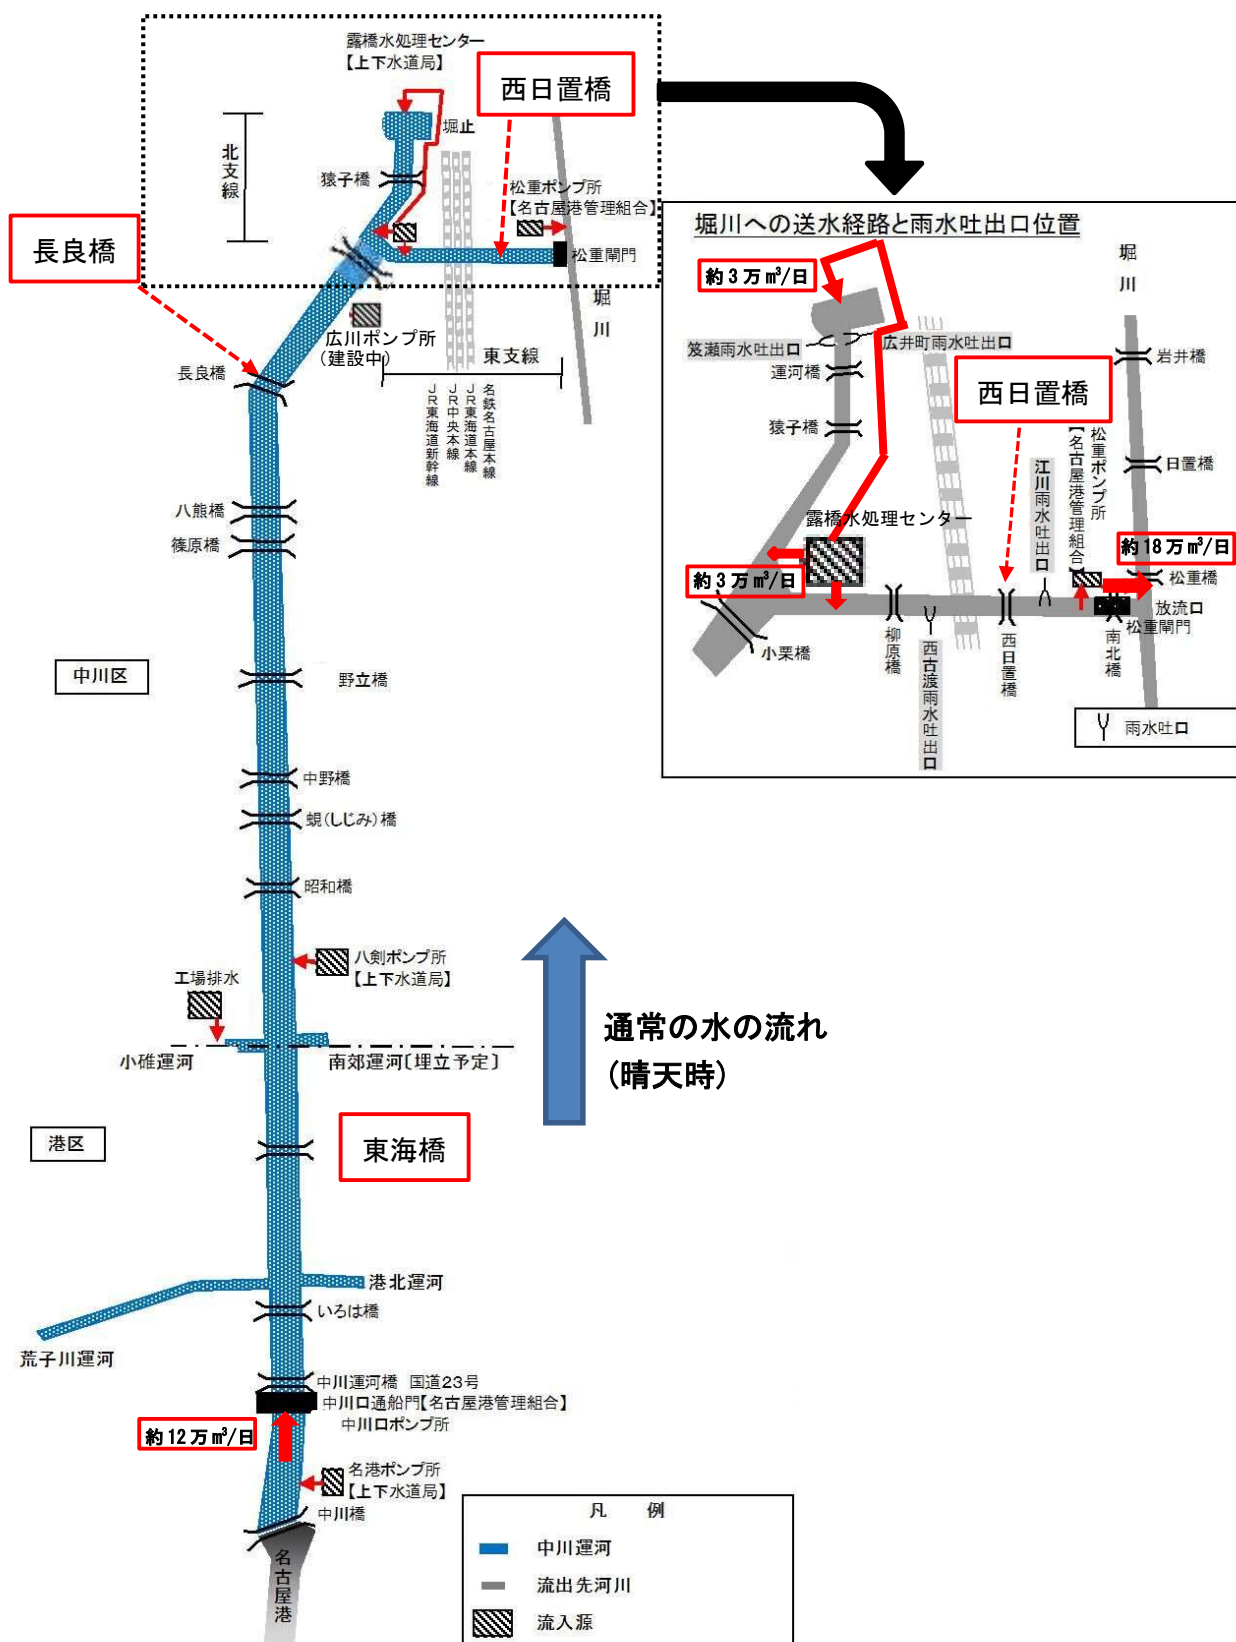 露橋水処理センター
【上下水道局】
西日置橋
堀止
北支線
猿子橋
松重ポンプ所
【名古屋港管理組合】
長良橋
松重閘門
堀川
広川ポンプ所
(建設中)
東支線
長良橋
JR東海道新幹線
JR中央本線
JR東海道本線
名鉄名古屋本線
八熊橋
篠原橋
中川区
野立橋
中野橋
蜆(しじみ)橋
昭和橋
八剣ポンプ所
【上下水道局】
工場排水
小碓運河
南郊運河〔埋立予定〕
通常の水の流れ
(晴天時)
港区
東海橋
港北運河
いろは橋
荒子川運河
中川運河橋 国道23号
中川口通船門【名古屋港管理組合】
中川口ポンプ所
約12万㎥/日
名港ポンプ所
【上下水道局】
中川橋
名古屋港
凡 例
中川運河
流出先河川
流入源
堀川への送水経路と雨水吐出口位置
堀川
約3万㎥/日
笈瀬雨水吐出口
広井町雨水吐出口
運河橋
岩井橋
西日置橋
猿子橋
松重ポンプ所
【名古屋港管理組合】
日置橋
江川雨水吐出口
露橋水処理センター
約18万㎥/日
約3万㎥/日
松重橋
放流口
松重閘門
小栗橋
柳原橋
西古渡雨水吐出口
西日置橋
南北橋
雨水吐口